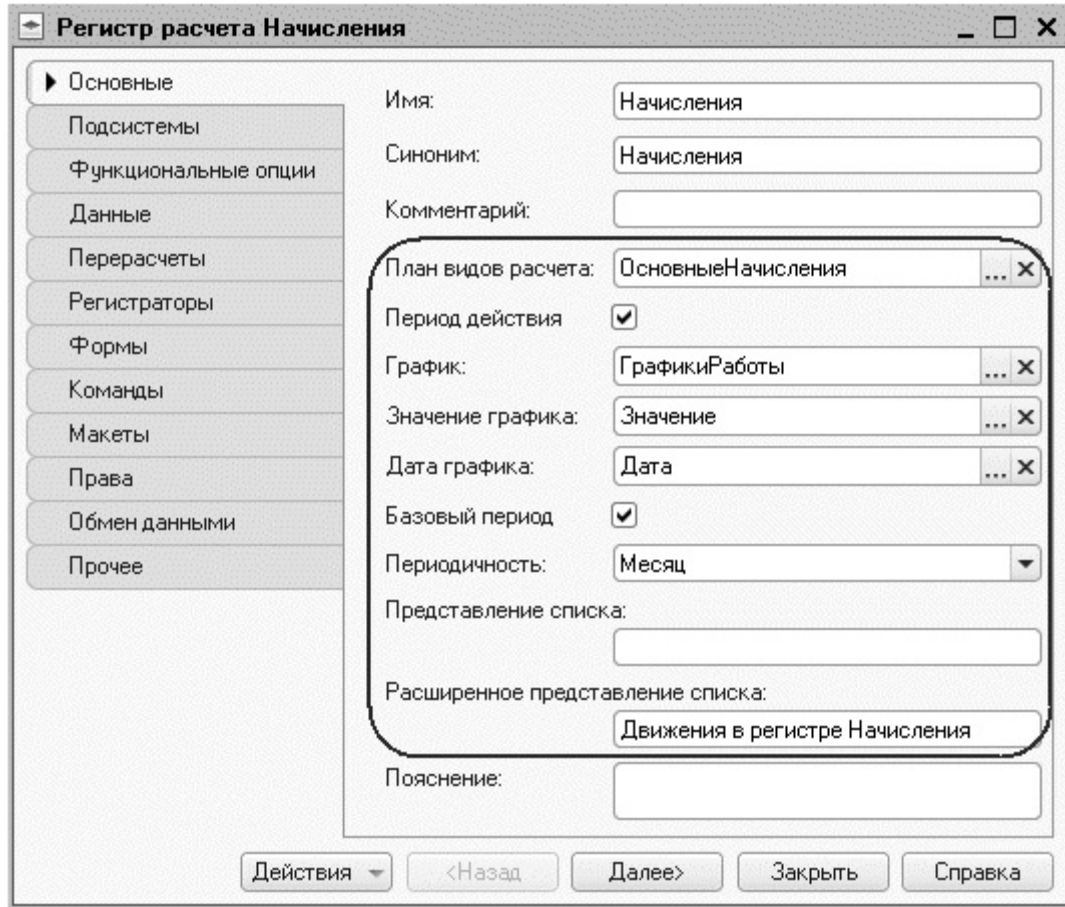 Регистр расчета Начисления
Основные
Подсистемы
Функциональные опции
Данные
Перерасчеты
Регистраторы
Формы
Команды
Макеты
Права
Обмен данными
Прочее
Имя: Начисления
Синоним: Начисления
Комментарий:
План видов расчета: ОсновныеНачисления ...
Период действия
График: ГрафикиРаботы ...
Значение графика: Значение ...
Дата графика: Дата ...
Базовый период
Периодичность: Месяц
Представление списка:
Расширенное представление списка:
Движения в регистре Начисления
Пояснение:
Действия <Назад Далее> Закрыть Справка